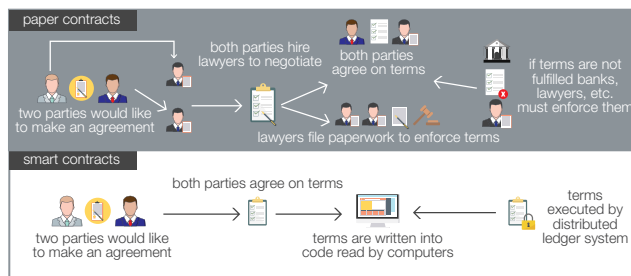 paper contracts
both parties hire
lawyers to negotiate
both parties
agree on terms
if terms are not
fulfilled banks,
lawyers, etc.
must enforce them
two parties would like
to make an agreement
lawyers file paperwork to enforce terms
smart contracts
both parties agree on terms
two parties would like
to make an agreement
terms are written into
code read by computers
terms
executed by
distributed
ledger system